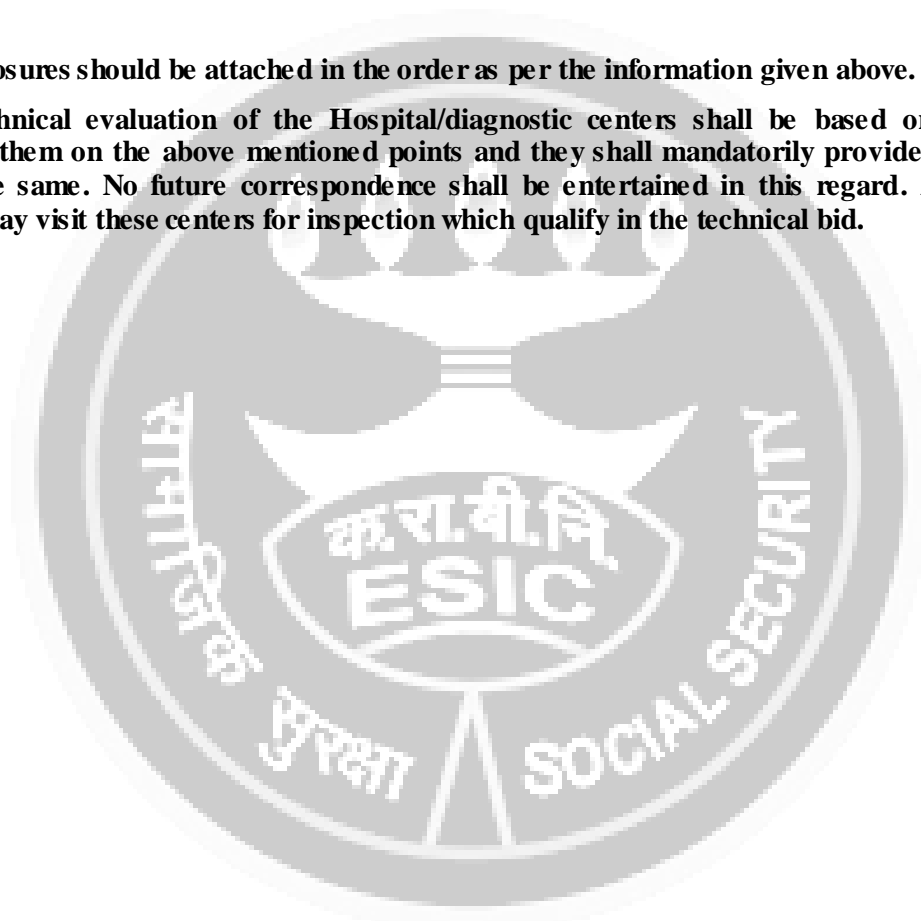 osures should be attached in the order as per the information given above.
hnical evaluation of the Hospital/diagnostic centers shall be based on
them on the above mentioned points and they shall mandatorily provide
e same. No future correspondence shall be entertained in this regard.
ay visit these centers for inspection which qualify in the technical bid.
क.रा.बी.नि
ESIC
सामाजिक सुरक्षा
SOCIAL SECURITY